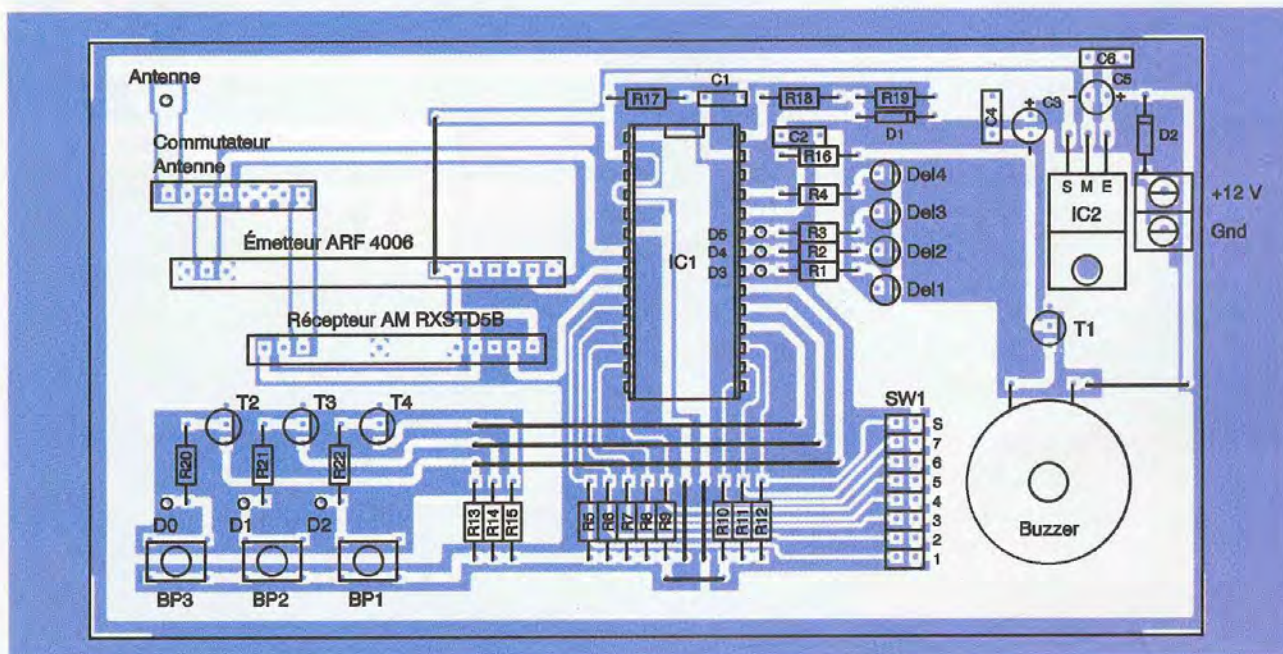 Antenne
Commutateur
Antenne
Émetteur ARF 4006
Récepteur AM RXSTD5B
R17
C1
R18
R19
D1
C2
R16
C4
C3
+
-
C6
C5
-
+
D2
S M E
IC2
+12 V
Gnd
IC1
R4
Del4
D5
R3
Del3
D4
R2
Del2
D3
R1
Del1
T1
T2
T3
T4
R20
R21
R22
D0
D1
D2
BP3
BP2
BP1
R13
R14
R15
R5
R6
R7
R8
R9
R10
R11
R12
SW1
S
7
6
5
4
3
2
1
Buzzer